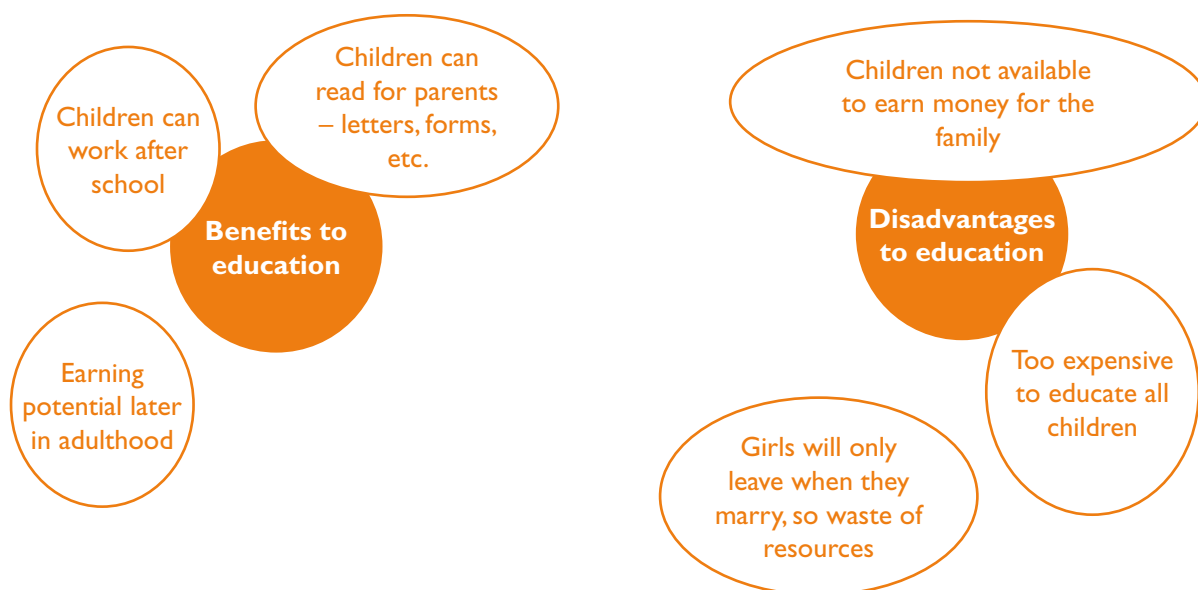 Children can
work after
school
Children can
read for parents
– letters, forms,
etc.
Benefits to
education
Earning
potential later
in adulthood
Children not available
to earn money for the
family
Disadvantages
to education
Too expensive
to educate all
children
Girls will only
leave when they
marry, so waste of
resources